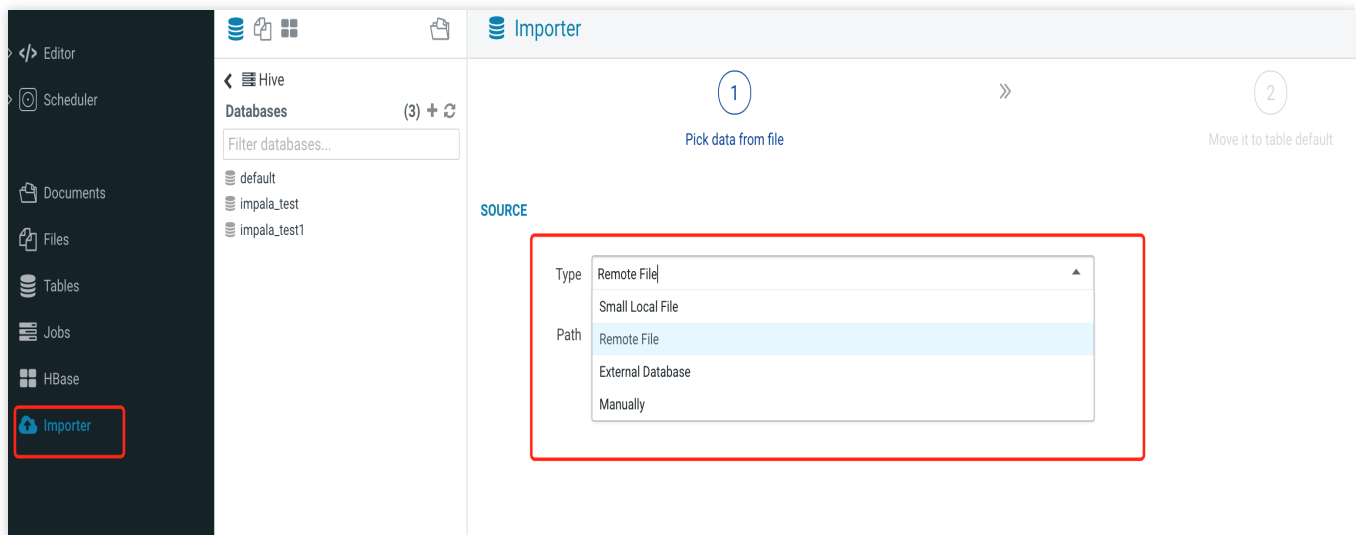 </> Editor
Scheduler
Documents
Files
Tables
Jobs
HBase
Importer
Hive
Databases (3)
Filter databases...
default
impala_test
impala_test1
Importer
1
Pick data from file
2
Move it to table default
SOURCE
Type Remote File
Small Local File
Path Remote File
External Database
Manually